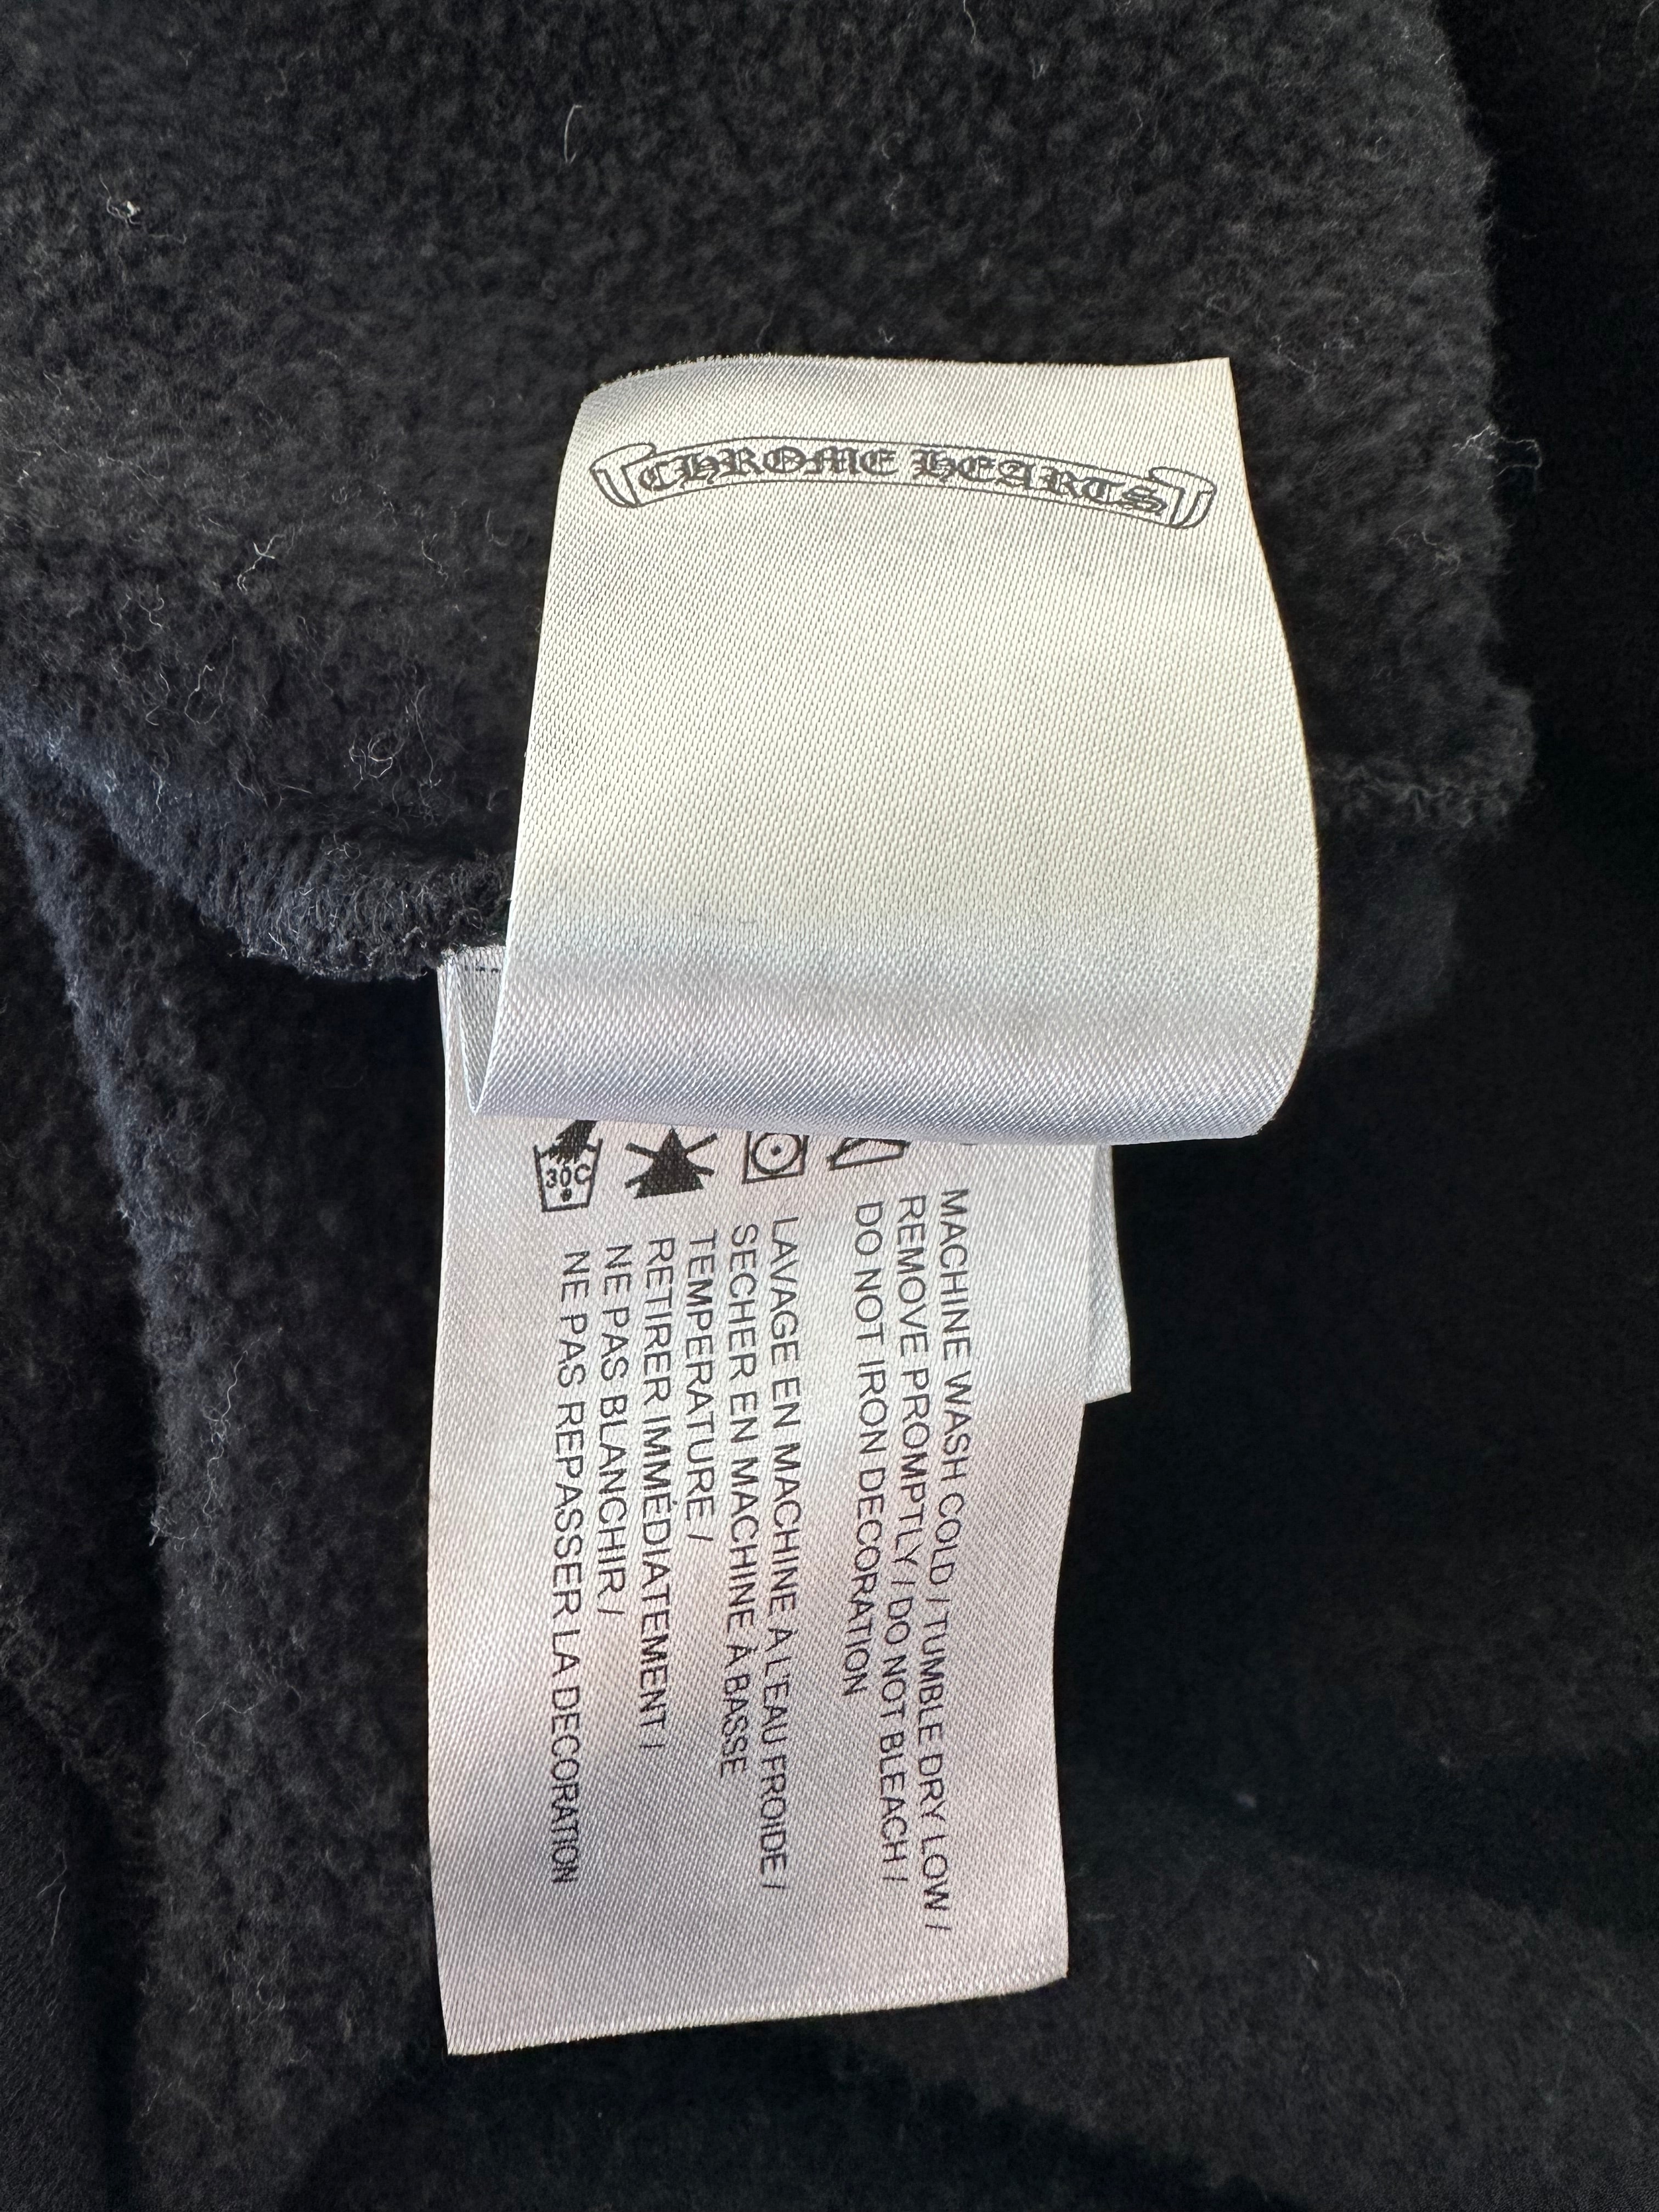 CHROME HEARTS
30C
MACHINE WASH COLD / TUMBLE DRY LOW /
REMOVE PROMPTLY / DO NOT BLEACH /
DO NOT IRON DECORATION
LAVAGE EN MACHINE A L'EAU FROIDE /
SECHER EN MACHINE À BASSE
TEMPERATURE /
RETIRER IMMÉDIATEMENT /
NE PAS BLANCHIR /
NE PAS REPASSER LA DECORATION